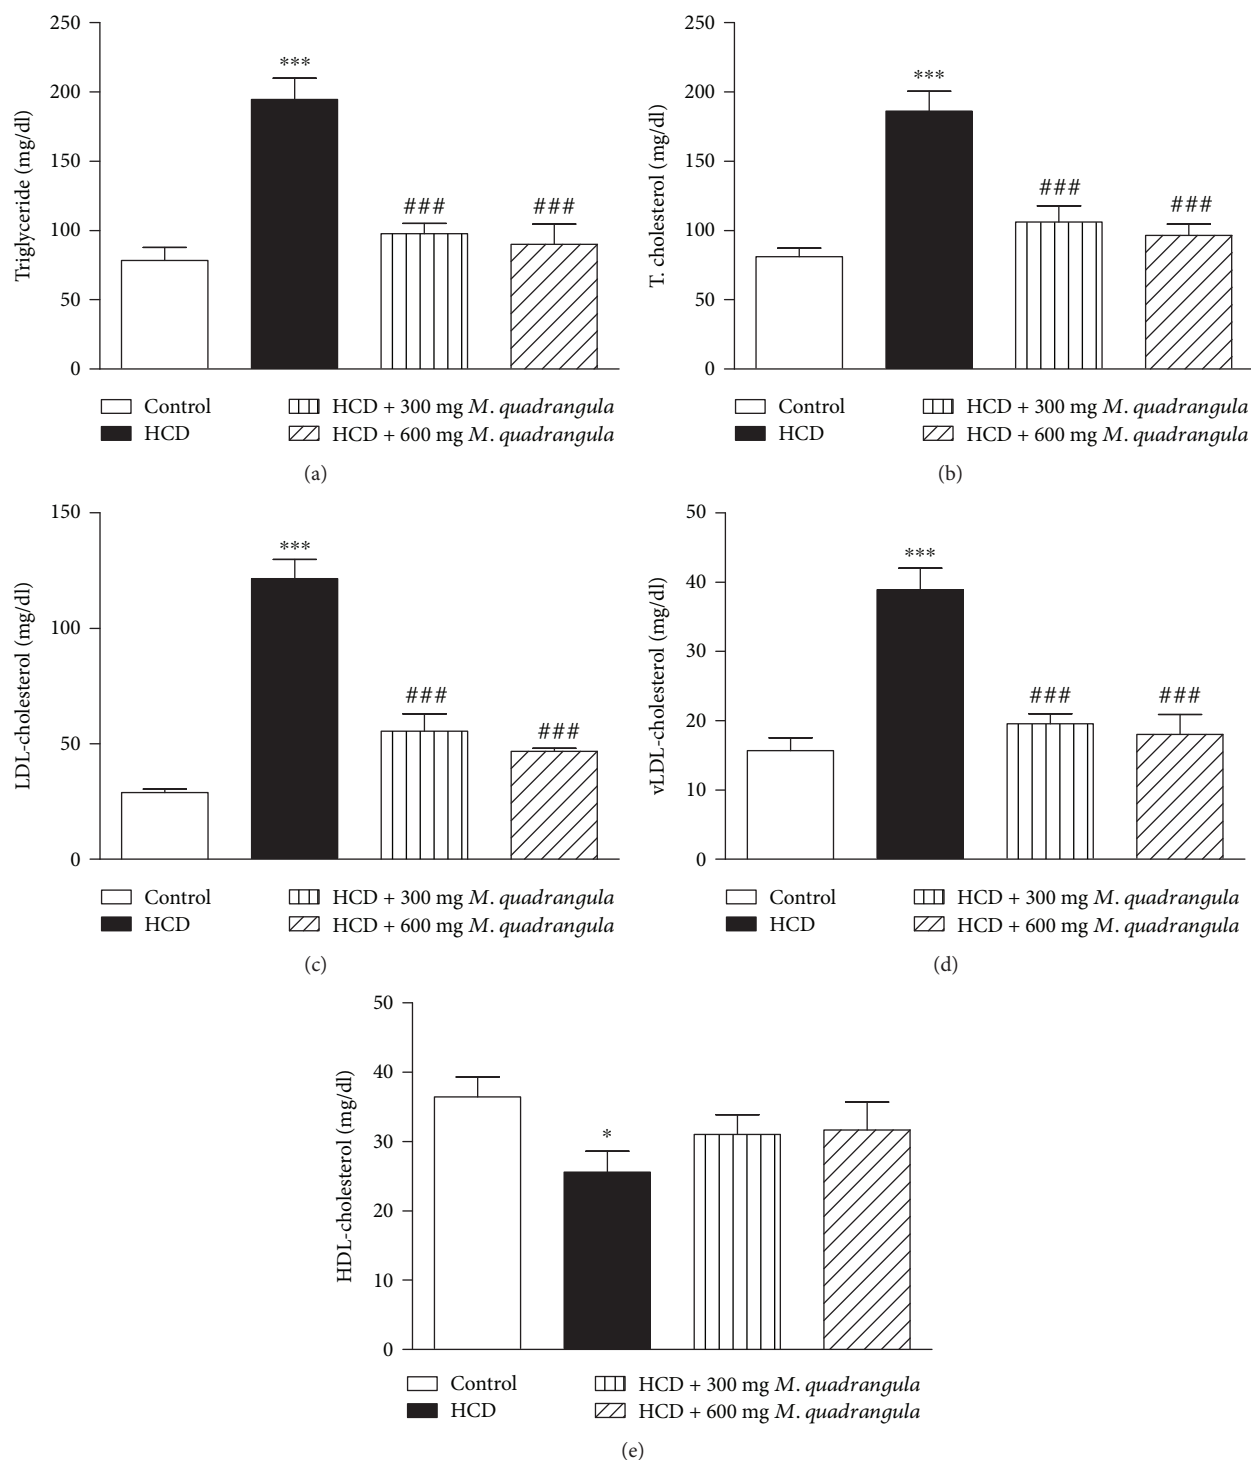 250
200
150
100
50
0
Triglyceride (mg/dl)
***
###
###
Control
HCD + 300 mg M. quadrangula
HCD
HCD + 600 mg M. quadrangula
(a)
250
200
150
100
50
0
T. cholesterol (mg/dl)
***
###
###
Control
HCD + 300 mg M. quadrangula
HCD
HCD + 600 mg M. quadrangula
(b)
150
100
50
0
LDL-cholesterol (mg/dl)
***
###
###
Control
HCD + 300 mg M. quadrangula
HCD
HCD + 600 mg M. quadrangula
(c)
50
40
30
20
10
0
vLDL-cholesterol (mg/dl)
***
###
###
Control
HCD + 300 mg M. quadrangula
HCD
HCD + 600 mg M. quadrangula
(d)
50
40
30
20
10
0
HDL-cholesterol (mg/dl)
*
Control
HCD + 300 mg M. quadrangula
HCD
HCD + 600 mg M. quadrangula
(e)